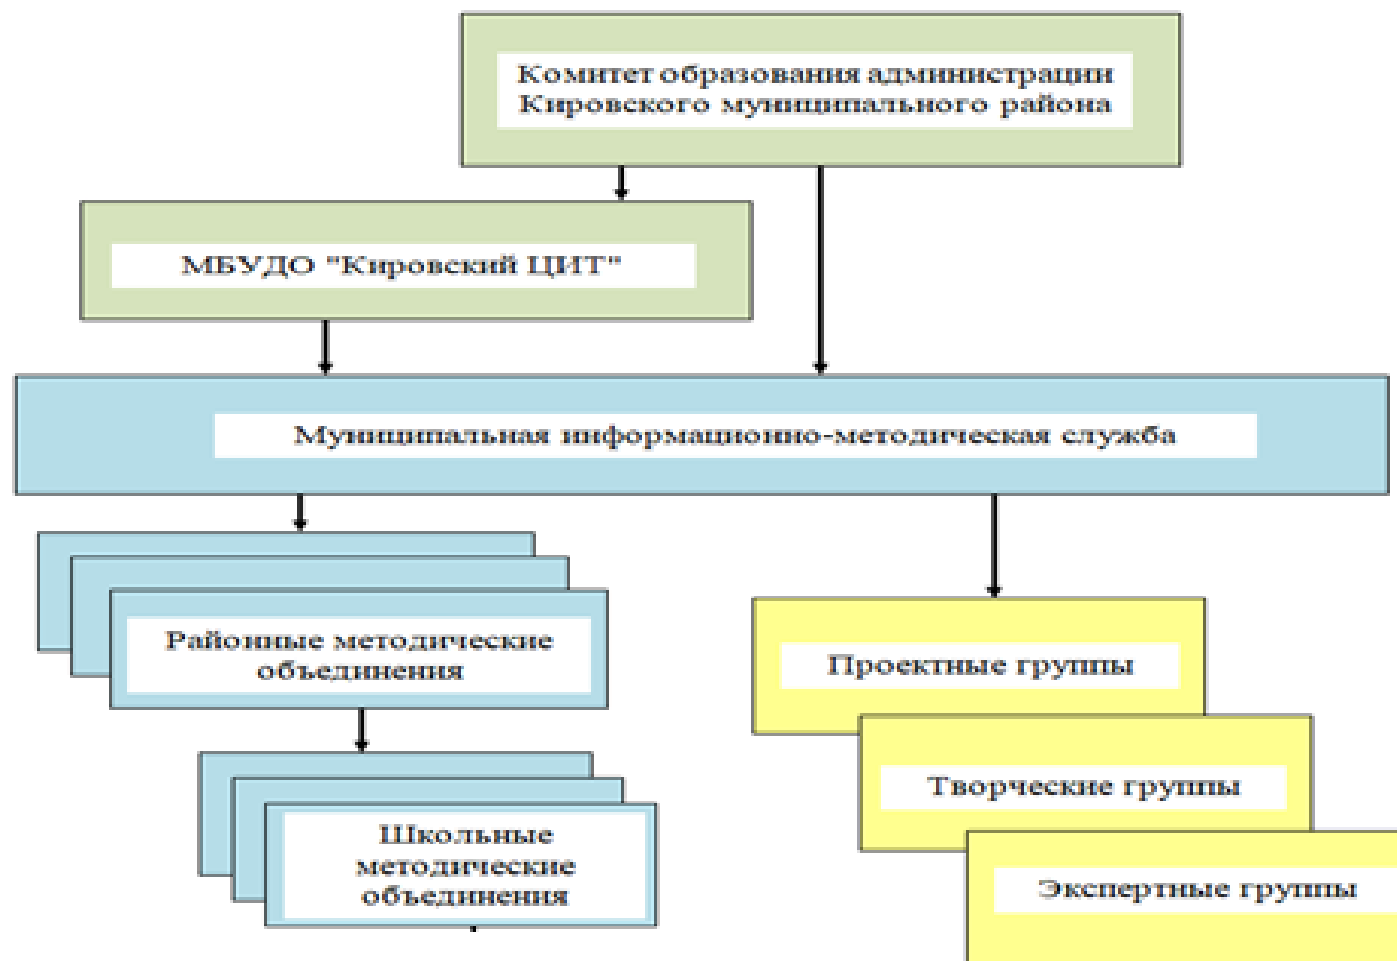 Комитет образования администрации
Кировского муниципального района
МБУДО "Кировский ЦИТ"
Муниципальная информационно-методическая служба
Районные методические
объединения
Проектные группы
Творческие группы
Школьные
методические
объединения
Экспертные группы